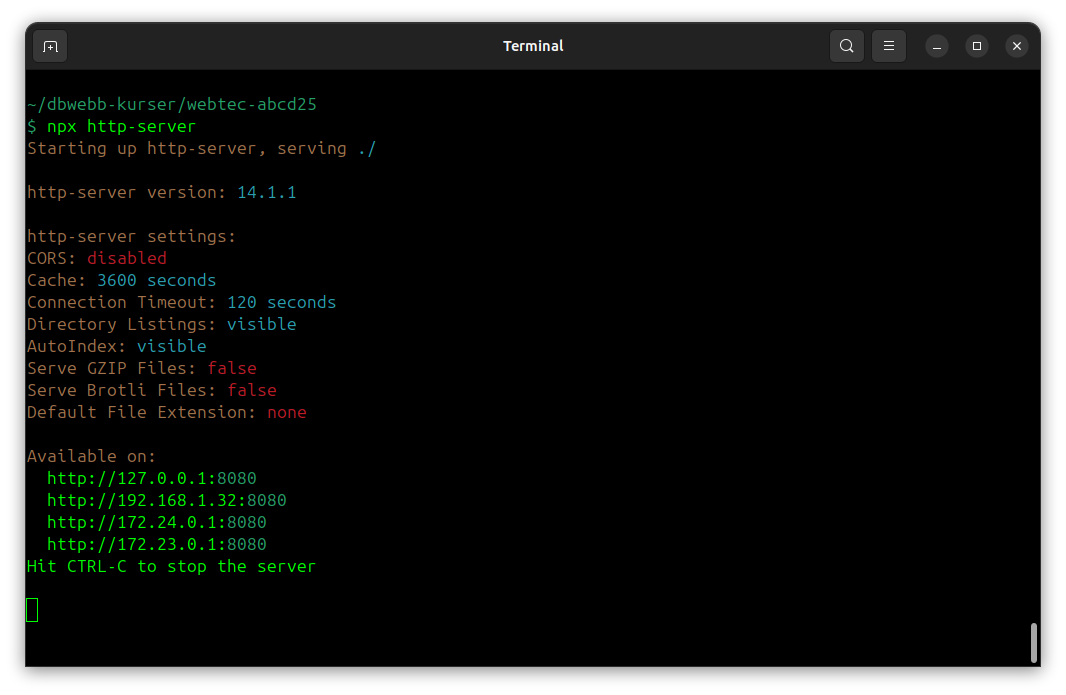 Terminal
~/dbwebb-kurser/webtec-abcd25
$ npx http-server
Starting up http-server, serving ./
http-server version: 14.1.1
http-server settings:
CORS: disabled
Cache: 3600 seconds
Connection Timeout: 120 seconds
Directory Listings: visible
AutoIndex: visible
Serve GZIP Files: false
Serve Brotli Files: false
Default File Extension: none
Available on:
  http://127.0.0.1:8080
  http://192.168.1.32:8080
  http://172.24.0.1:8080
  http://172.23.0.1:8080
Hit CTRL-C to stop the server